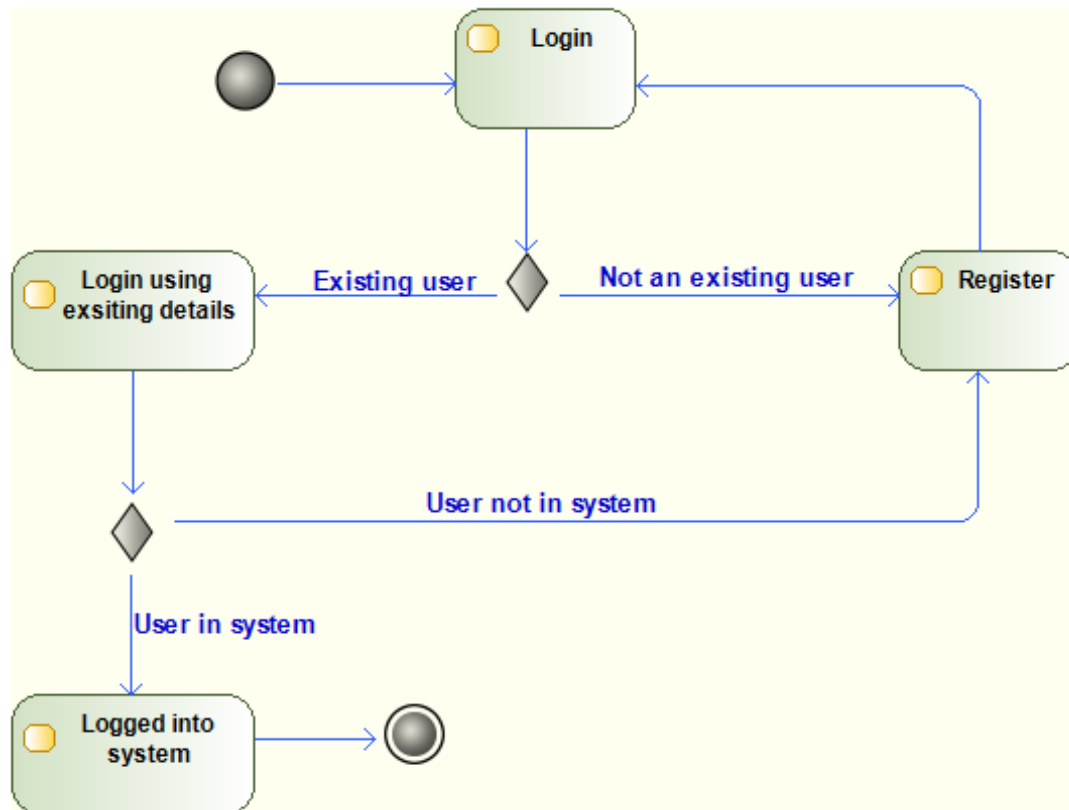 Login
Existing user
Not an existing user
Login using
exsiting details
Register
User not in system
User in system
Logged into
system